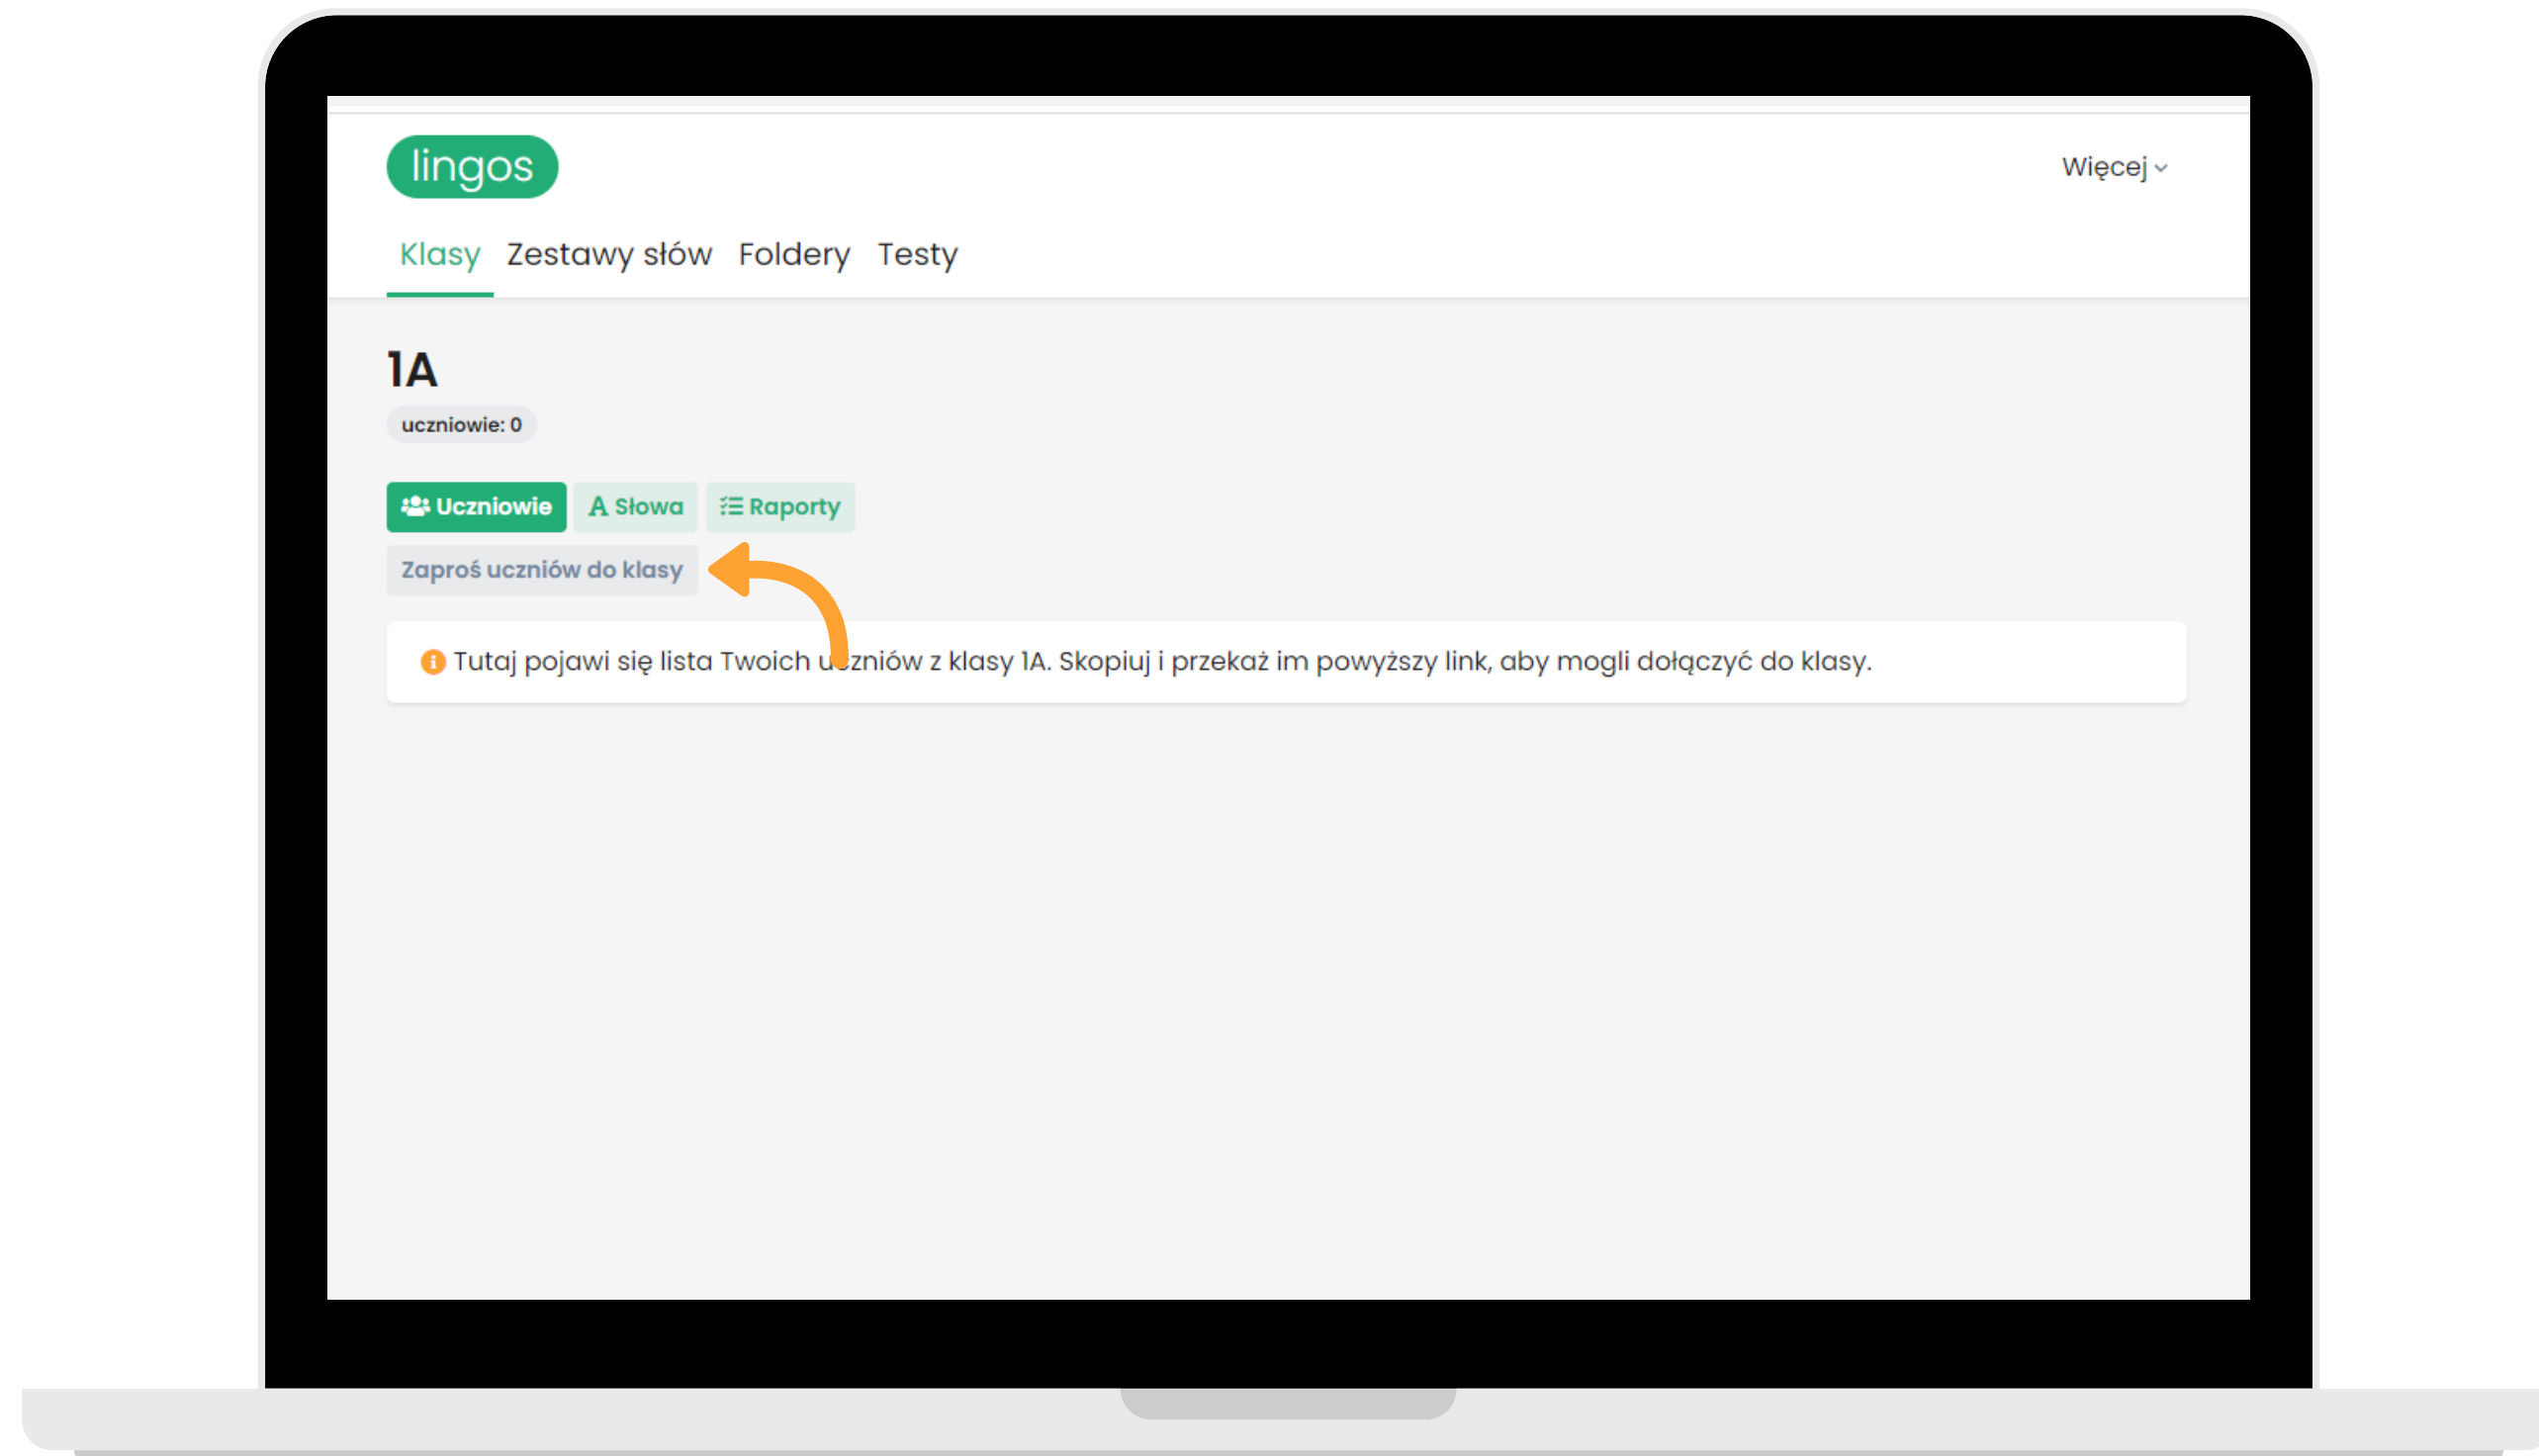 lingos
Więcej
Klasy Zestawy słów Foldery Testy
1A
uczniowie: 0
Uczniowie Słowa Raporty
Zaproś uczniów do klasy
Tutaj pojawi się lista Twoich uczniów z klasy 1A. Skopiuj i przekaż im powyższy link, aby mogli dołączyć do klasy.